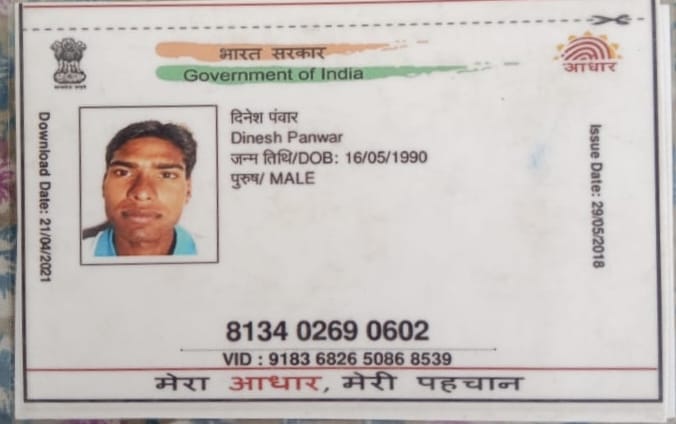 भारत सरकार
Government of India
आधार
Download Date: 21/04/2021
दिनेश पंवार
Dinesh Panwar
जन्म तिथि/DOB: 16/05/1990
पुरुष/ MALE
Issue Date: 29/05/2018
8134 0269 0602
VID : 9183 6826 5086 8539
मेरा आधार, मेरी पहचान